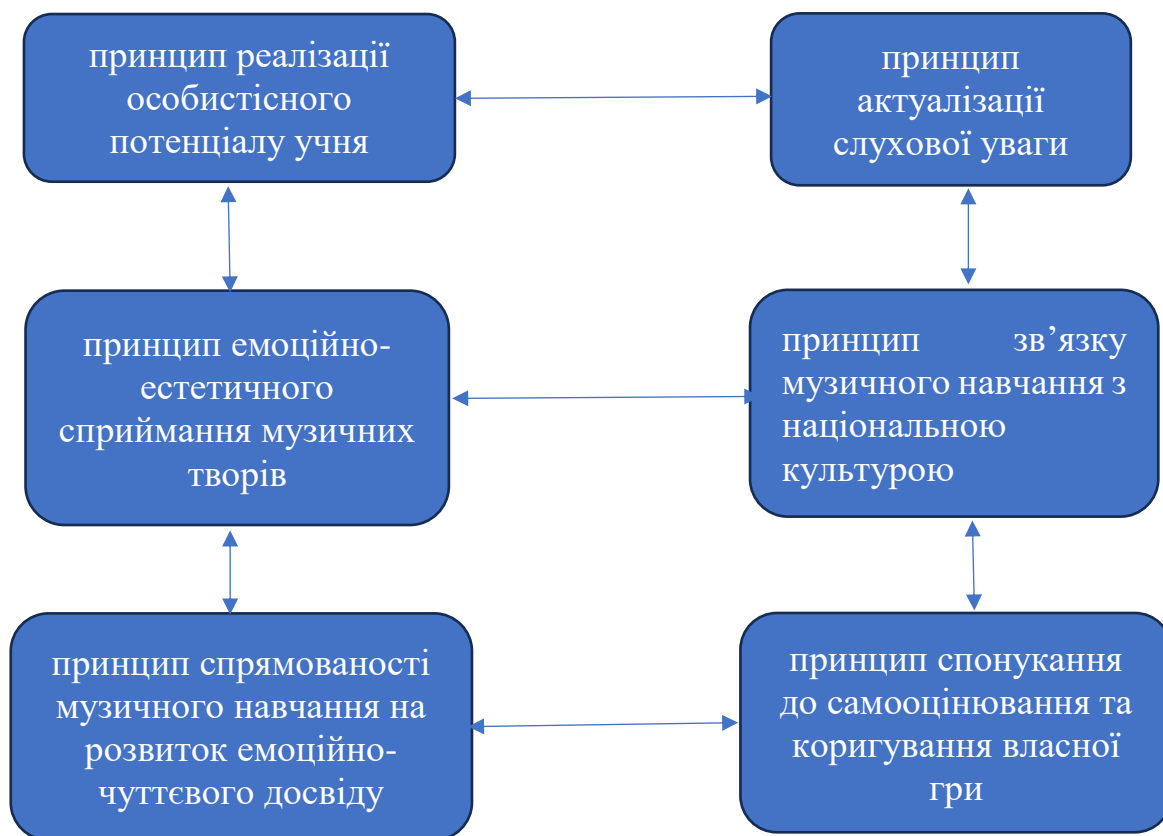 принцип реалізації
особистісного
потенціалу учня
принцип
актуалізації
слухової уваги
принцип емоційно-
естетичного
сприймання музичних
творів
принцип зв’язку
музичного навчання з
національною
культурою
принцип спрямованості
музичного навчання на
розвиток емоційно-
чуттєвого досвіду
принцип спонукання
до самооцінювання та
коригування власної
гри